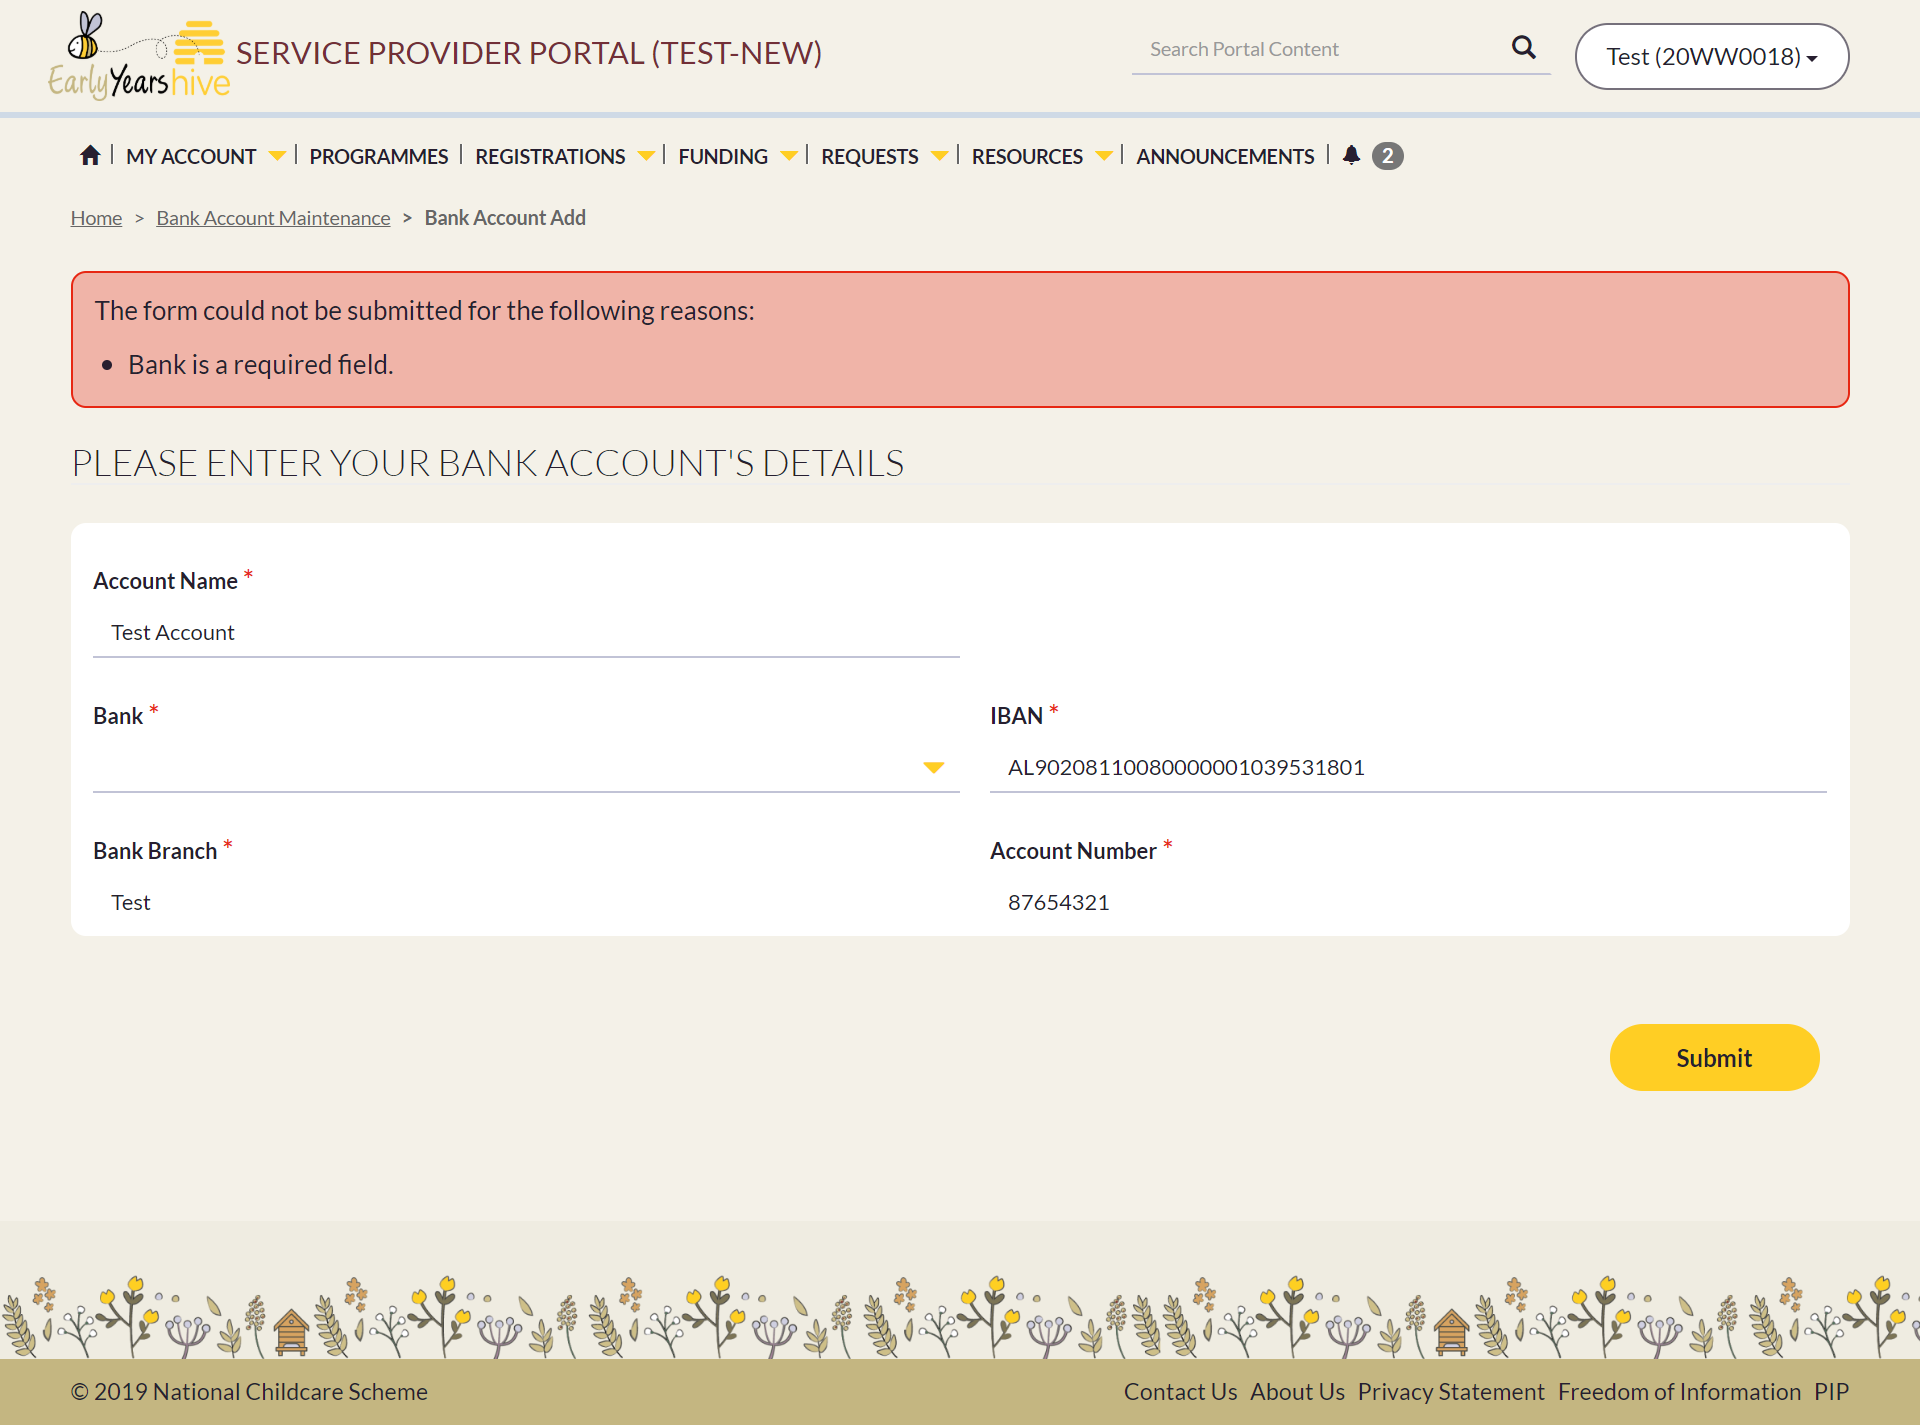 Early Years hive
SERVICE PROVIDER PORTAL (TEST-NEW)
Search Portal Content
Test (20WW0018)
MY ACCOUNT
PROGRAMMES
REGISTRATIONS
FUNDING
REQUESTS
RESOURCES
ANNOUNCEMENTS
2
Home > Bank Account Maintenance > Bank Account Add
The form could not be submitted for the following reasons:
• Bank is a required field.
PLEASE ENTER YOUR BANK ACCOUNT'S DETAILS
Account Name *
Test Account
Bank *
IBAN *
AL90208110080000001039531801
Bank Branch *
Test
Account Number *
87654321
Submit
© 2019 National Childcare Scheme
Contact Us About Us Privacy Statement Freedom of Information PIP